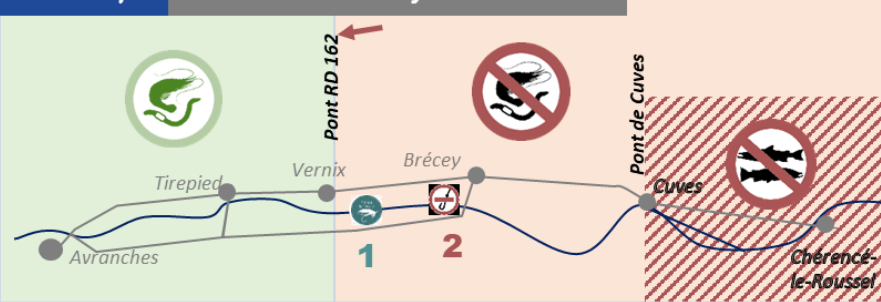 Pont RD 162
Pont de Cuves
Brécey
Vernix
Tirepied
Cuves
Avranches
1
2
Chérencé-
le-Roussel